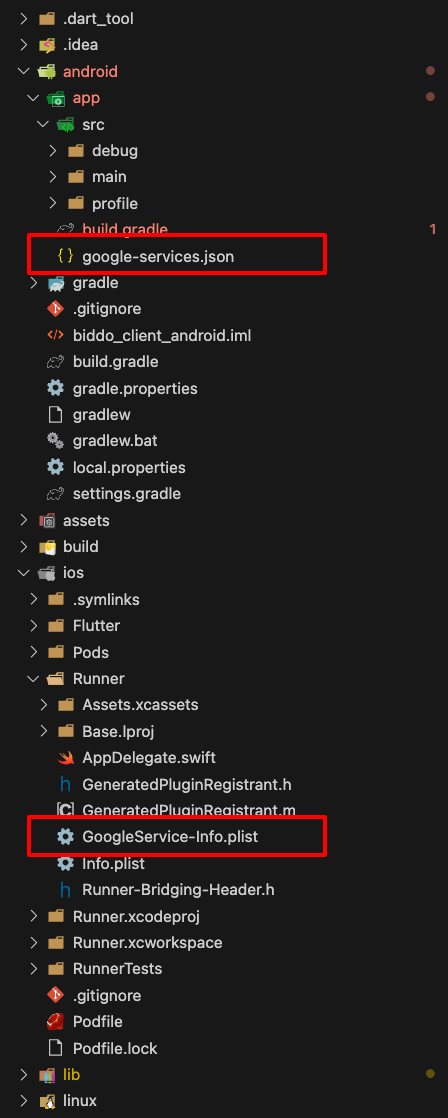 .dart_tool
.idea
android
app
src
debug
main
profile
build.gradle 1
{} google-services.json
gradle
.gitignore
biddo_client_android.iml
build.gradle
gradle.properties
gradlew
gradlew.bat
local.properties
settings.gradle
assets
build
ios
.symlinks
Flutter
Pods
Runner
Assets.xcassets
Base.lproj
AppDelegate.swift
h GeneratedPluginRegistrant.h
C GeneratedPluginRegistrant.m
GoogleService-Info.plist
Info.plist
h Runner-Bridging-Header.h
Runner.xcodeproj
Runner.xcworkspace
RunnerTests
.gitignore
Podfile
Podfile.lock
lib
linux